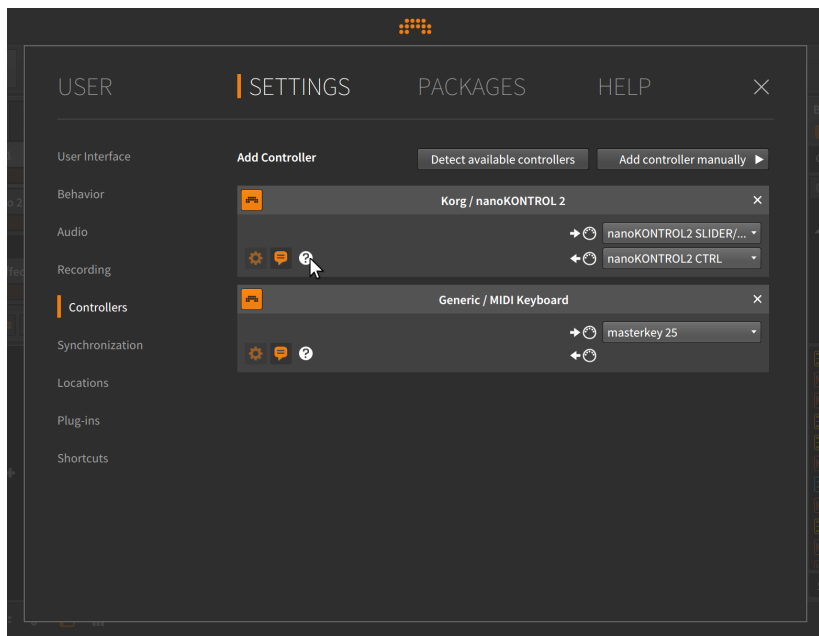 USER SETTINGS PACKAGES HELP
User Interface
Behavior
Audio
Recording
Controllers
Synchronization
Locations
Plug-ins
Shortcuts
Add Controller Detect available controllers Add controller manually
Korg / nanoKONTROL 2
nanoKONTROL2 SLIDER/...
nanoKONTROL2 CTRL
?
Generic / MIDI Keyboard
masterkey 25
?